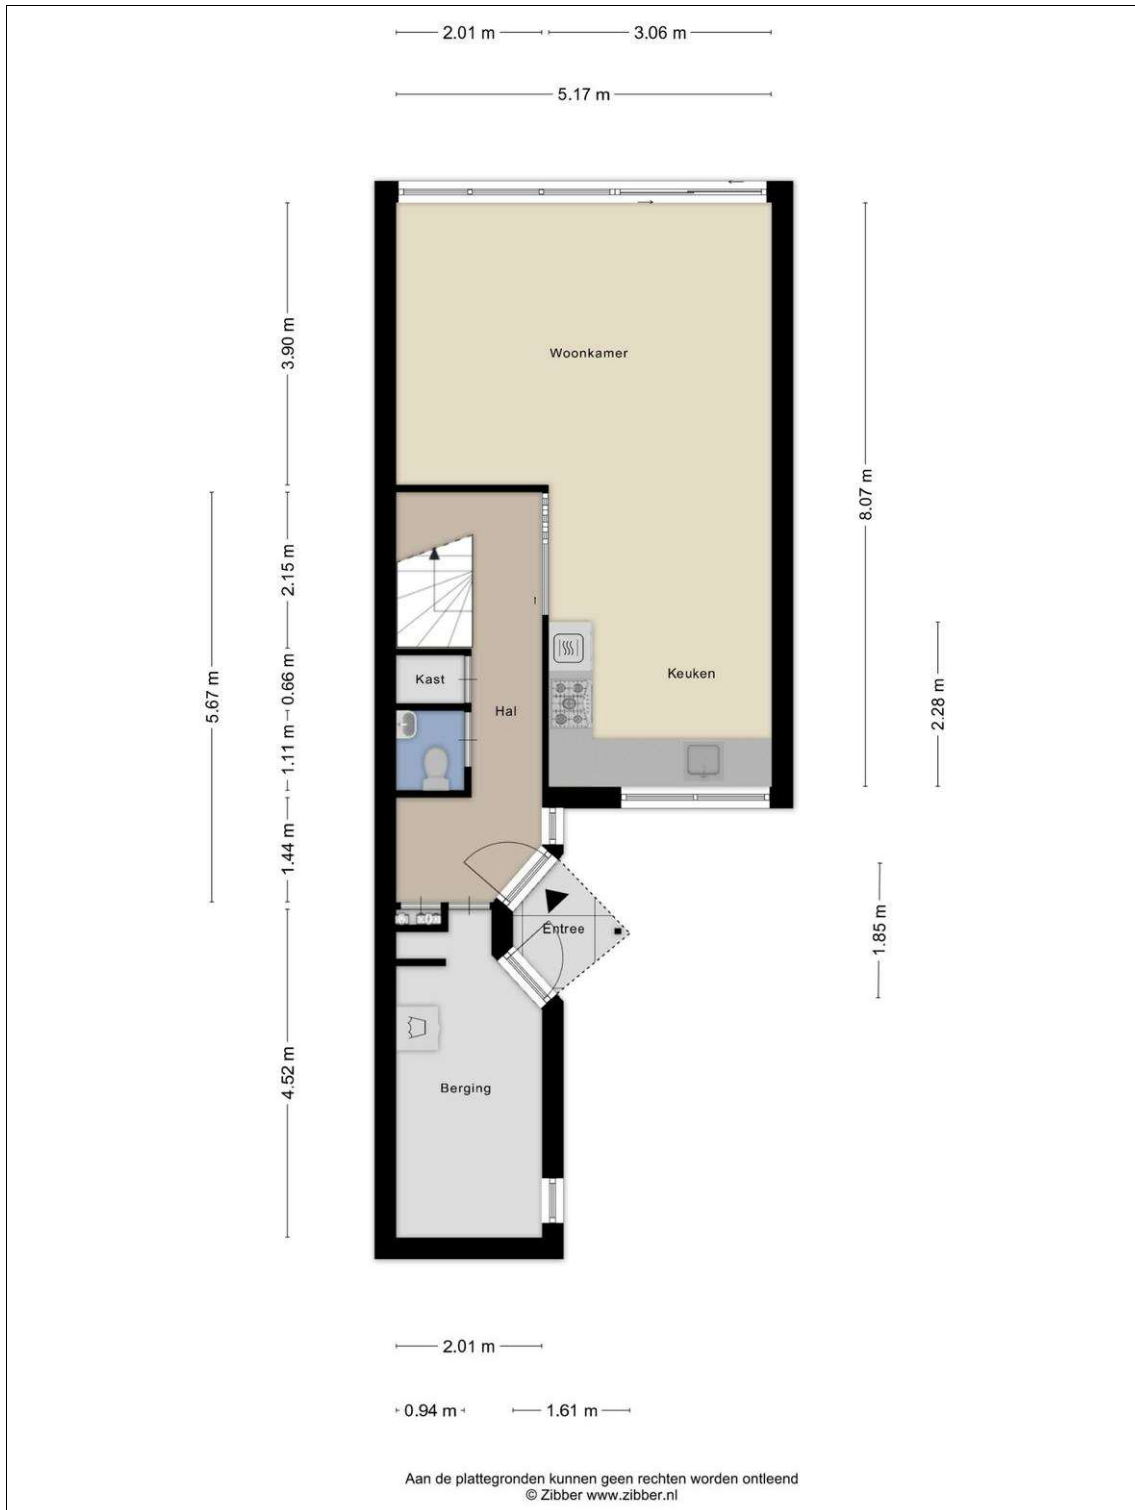 2.01 m 3.06 m
5.17 m
3.90 m
Woonkamer
8.07 m
2.15 m
5.67 m
0.66 m
Kast
Keuken
2.28 m
Hal
1.11 m
1.44 m
Entree
1.85 m
4.52 m
Berging
2.01 m
0.94 m 1.61 m
Aan de plattegronden kunnen geen rechten worden ontleend
© Zibber www.zibber.nl